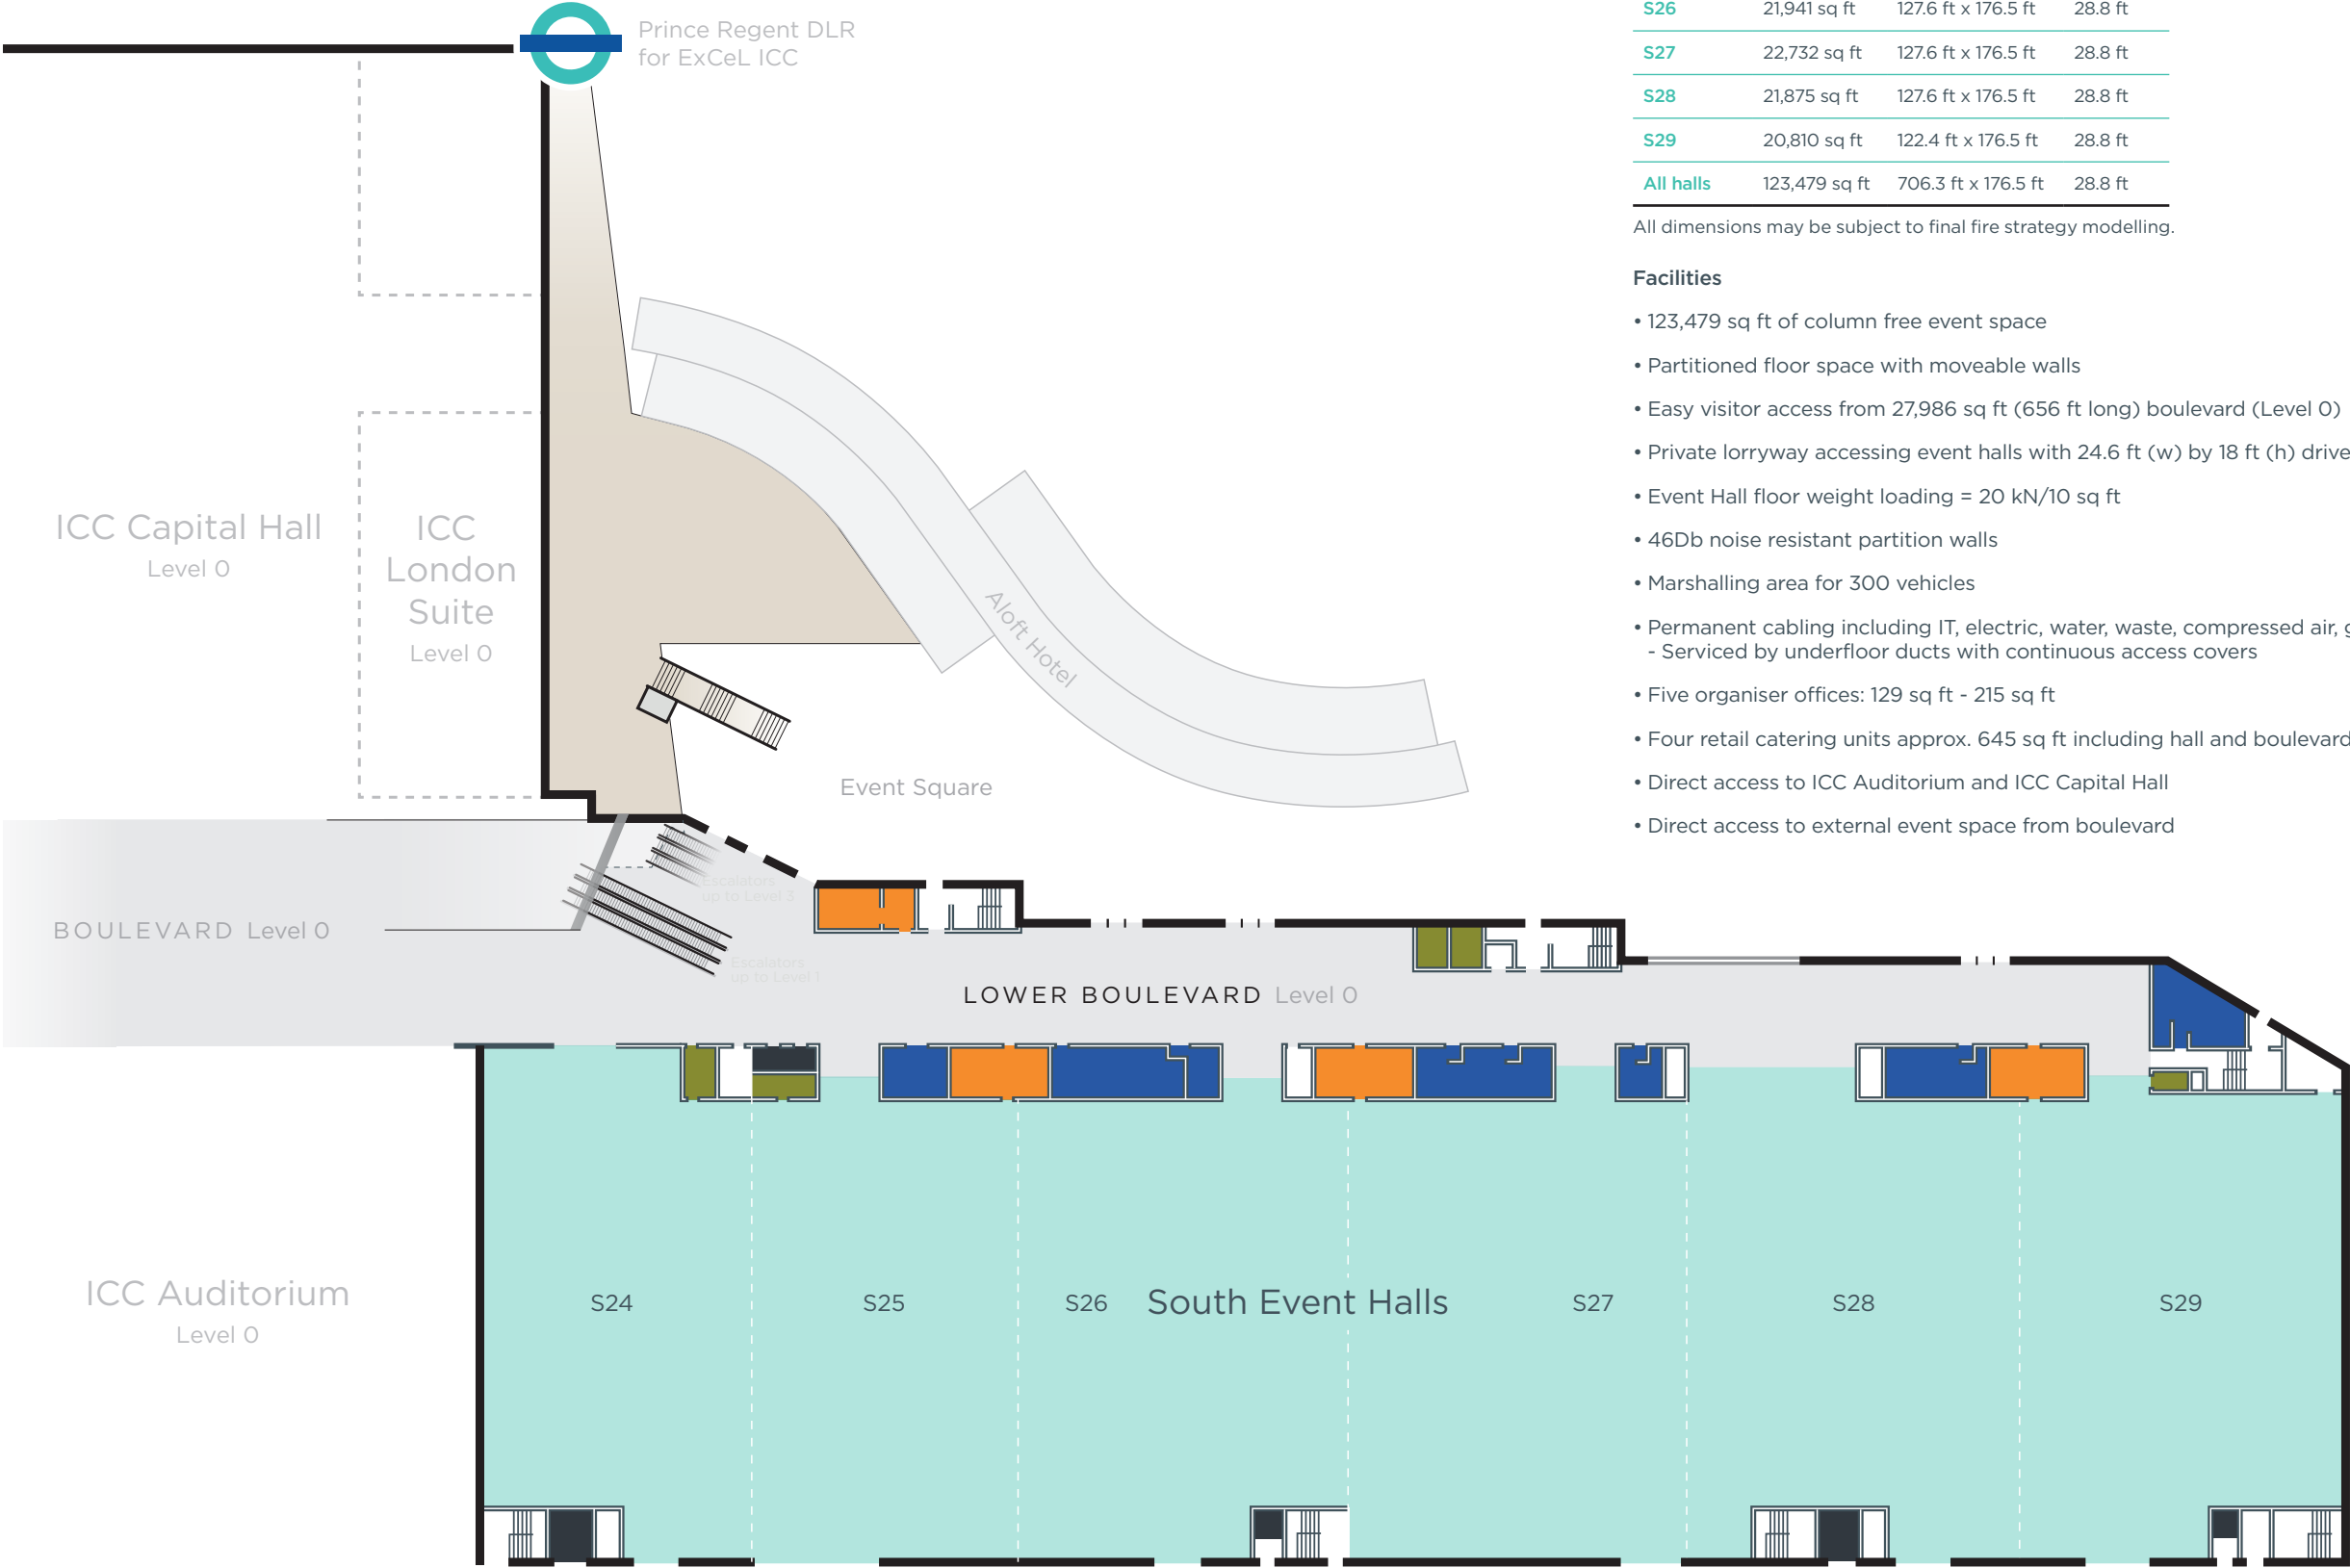 Prince Regent DLR
for ExCeL ICC
S26 21,941 sq ft 127.6 ft x 176.5 ft 28.8 ft
S27 22,732 sq ft 127.6 ft x 176.5 ft 28.8 ft
S28 21,875 sq ft 127.6 ft x 176.5 ft 28.8 ft
S29 20,810 sq ft 122.4 ft x 176.5 ft 28.8 ft
All halls 123,479 sq ft 706.3 ft x 176.5 ft 28.8 ft
All dimensions may be subject to final fire strategy modelling.
Facilities
• 123,479 sq ft of column free event space
• Partitioned floor space with moveable walls
• Easy visitor access from 27,986 sq ft (656 ft long) boulevard (Level 0)
• Private lorryway accessing event halls with 24.6 ft (w) by 18 ft (h) drive
• Event Hall floor weight loading = 20 kN/10 sq ft
• 46Db noise resistant partition walls
• Marshalling area for 300 vehicles
• Permanent cabling including IT, electric, water, waste, compressed air,
- Serviced by underfloor ducts with continuous access covers
• Five organiser offices: 129 sq ft - 215 sq ft
• Four retail catering units approx. 645 sq ft including hall and boulevard
• Direct access to ICC Auditorium and ICC Capital Hall
• Direct access to external event space from boulevard
ICC Capital Hall
Level 0
ICC
London
Suite
Level 0
Aloft Hotel
Event Square
Escalators
up to Level 3
BOULEVARD Level 0
Escalators
up to Level 1
LOWER BOULEVARD Level 0
ICC Auditorium
Level 0
S24
S25
S26
South Event Halls
S27
S28
S29